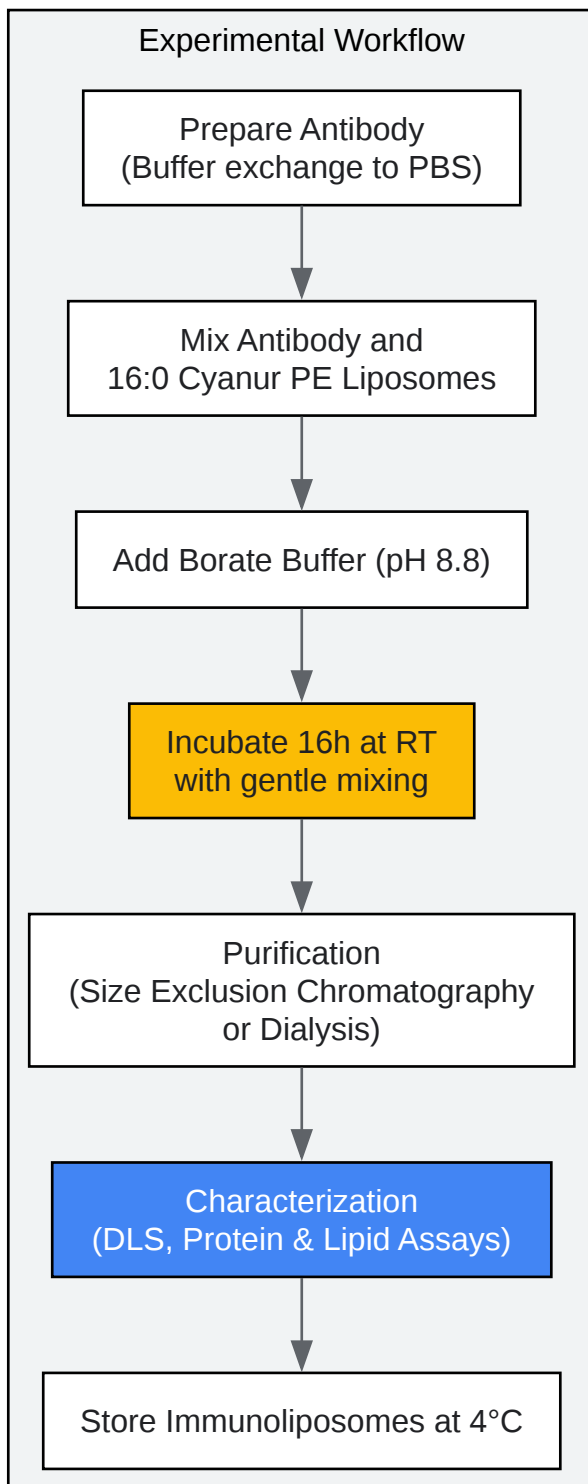 Experimental Workflow
Prepare Antibody
(Buffer exchange to PBS)
Mix Antibody and
16:0 Cyanur PE Liposomes
Add Borate Buffer (pH 8.8)
Incubate 16h at RT
with gentle mixing
Purification
(Size Exclusion Chromatography
or Dialysis)
Characterization
(DLS, Protein & Lipid Assays)
Store Immunoliposomes at 4°C